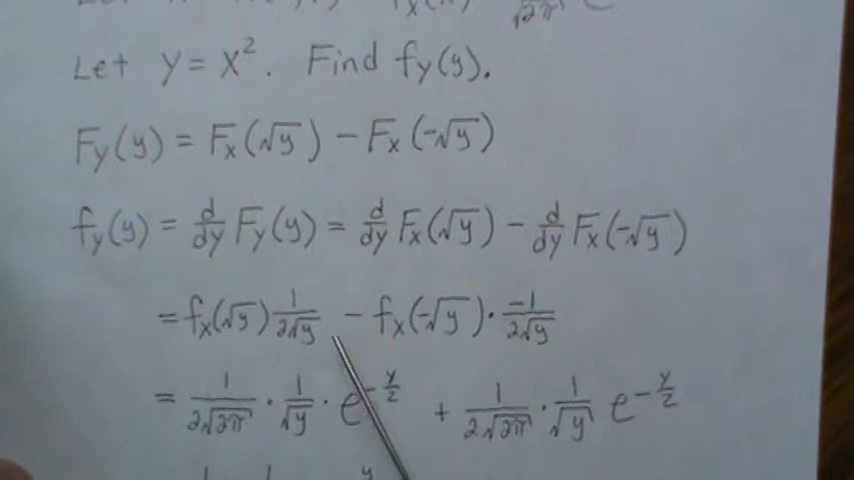 Let y = x². Find fy(y).
Fy(y) = Fx(√y) − Fx(−√y)
fy(y) = d/dy Fy(y) = d/dy Fx(√y) − d/dy Fx(−√y)
= fx(√y) 1/2√y − fx(−√y) · −1/2√y
= 1/2√2π · 1/√y · e^−y/2 + 1/2√2π · 1/√y e^−y/2